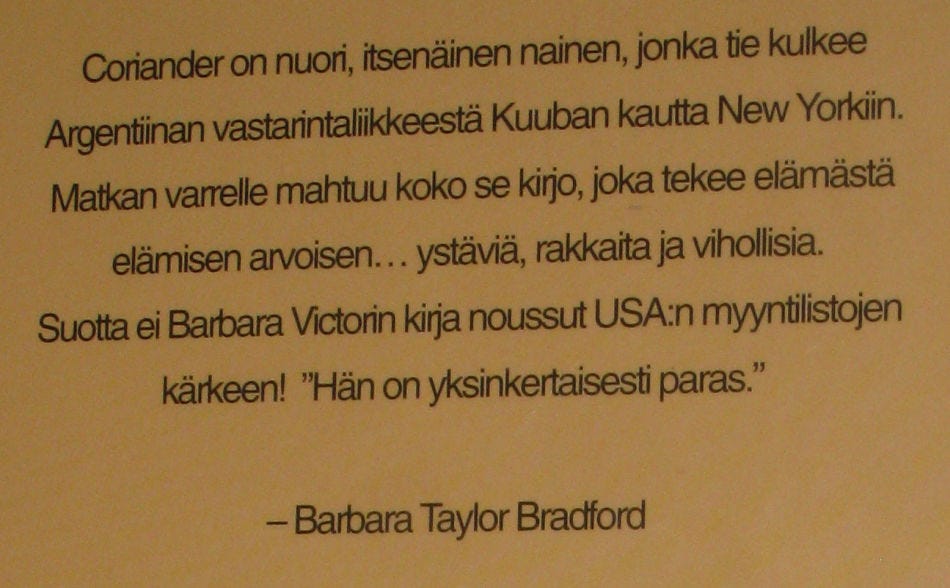 Coriander on nuori, itsenäinen nainen, jonka tie kulkee
Argentiinan vastarintaliikkeestä Kuuban kautta New Yorkiin.
Matkan varrelle mahtuu koko se kirjo, joka tekee elämästä
elämisen arvoisen... ystäviä, rakkaita ja vihollisia.
Suotta ei Barbara Victorin kirja noussut USA:n myyntilistojen
kärkeen! ”Hän on yksinkertaisesti paras.”
– Barbara Taylor Bradford